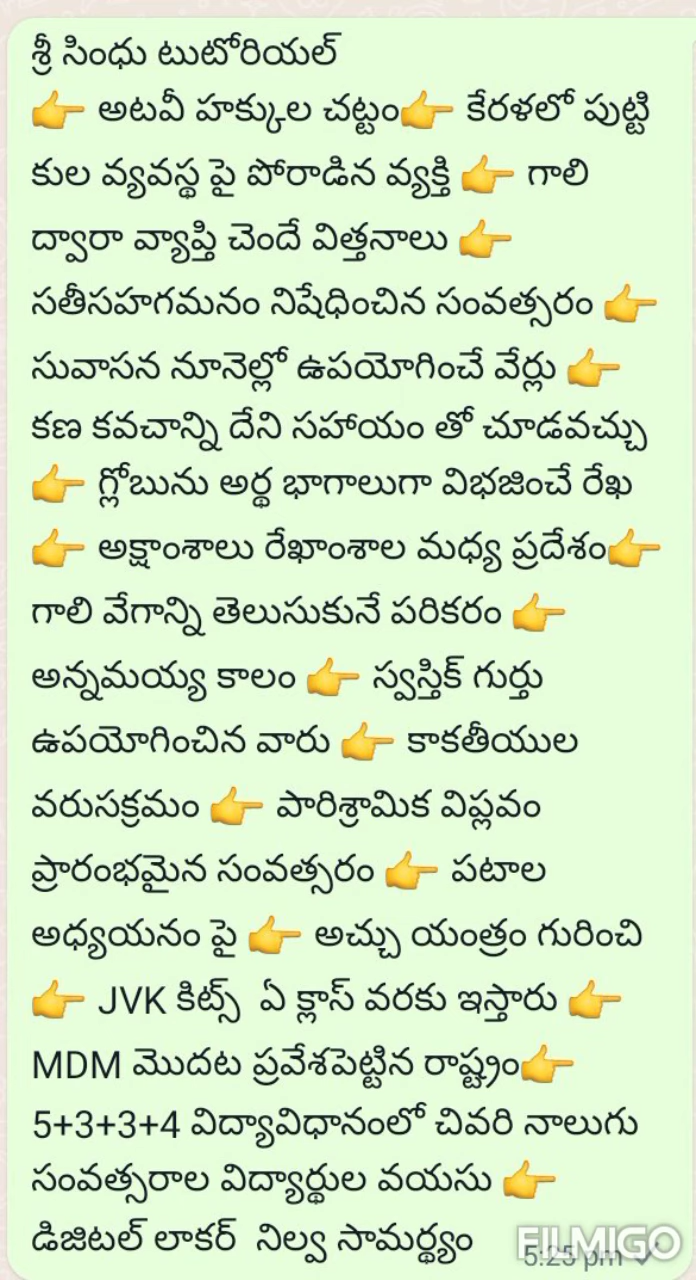 శ్రీ సింధు టుటోరియల్
👉 అటవీ హక్కుల చట్టం👉 కేరళలో పుట్టి
కుల వ్యవస్థ పై పోరాడిన వ్యక్తి 👉 గాలి
ద్వారా వ్యాప్తి చెందే విత్తనాలు 👉
సతీసహగమనం నిషేధించిన సంవత్సరం 👉
సువాసన నూనెల్లో ఉపయోగించే వేర్లు 👉
కణ కవచాన్ని దేని సహాయం తో చూడవచ్చు
👉 గ్లోబును అర్థ భాగాలుగా విభజించే రేఖ
👉 అక్షాంశాలు రేఖాంశాల మధ్య ప్రదేశం👉
గాలి వేగాన్ని తెలుసుకునే పరికరం 👉
అన్నమయ్య కాలం 👉 స్వస్తిక్ గుర్తు
ఉపయోగించిన వారు 👉 కాకతీయుల
వరుసక్రమం 👉 పారిశ్రామిక విప్లవం
ప్రారంభమైన సంవత్సరం 👉 పటాల
అధ్యయనం పై 👉 అచ్చు యంత్రం గురించి
👉 JVK కిట్స్ ఏ క్లాస్ వరకు ఇస్తారు 👉
MDM మొదట ప్రవేశపెట్టిన రాష్ట్రం👉
5+3+3+4 విద్యావిధానంలో చివరి నాలుగు
సంవత్సరాల విద్యార్థుల వయసు 👉
డిజిటల్ లాకర్ నిల్వ సామర్థ్యం
5:25 pm ✓
FILMIGO